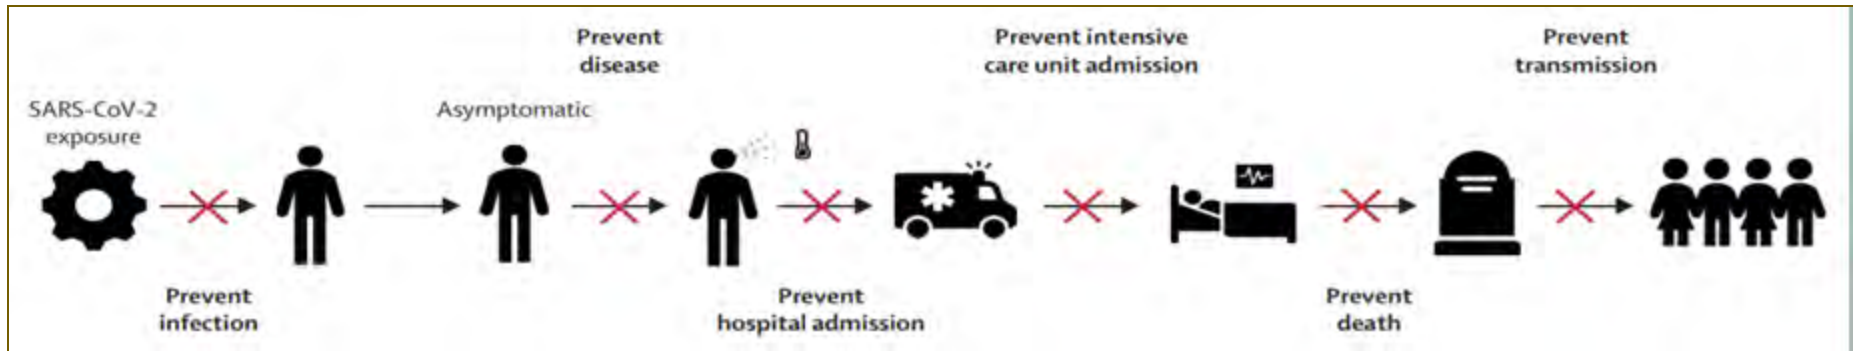 Prevent
disease
Prevent intensive
care unit admission
Prevent
transmission
SARS-CoV-2
exposure
Asymptomatic
Prevent
infection
Prevent
hospital admission
Prevent
death